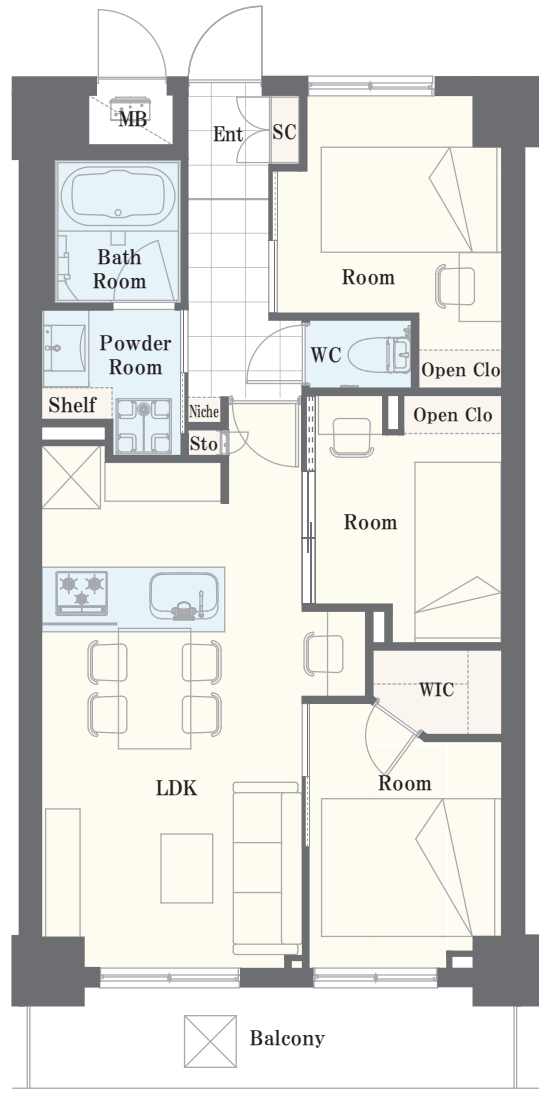 MB
Ent
SC
Bath
Room
Room
Powder
Room
WC
Open Clo
Shelf
Niche
Open Clo
Sto
Room
WIC
Room
LDK
Balcony